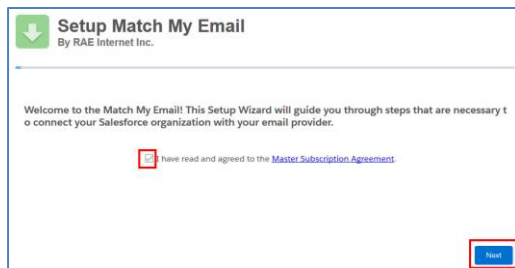 Setup Match My Email
By RAE Internet Inc.
Welcome to the Match My Email! This Setup Wizard will guide you through steps that are necessary t
o connect your Salesforce organization with your email provider.
I have read and agreed to the Master Subscription Agreement.
Next